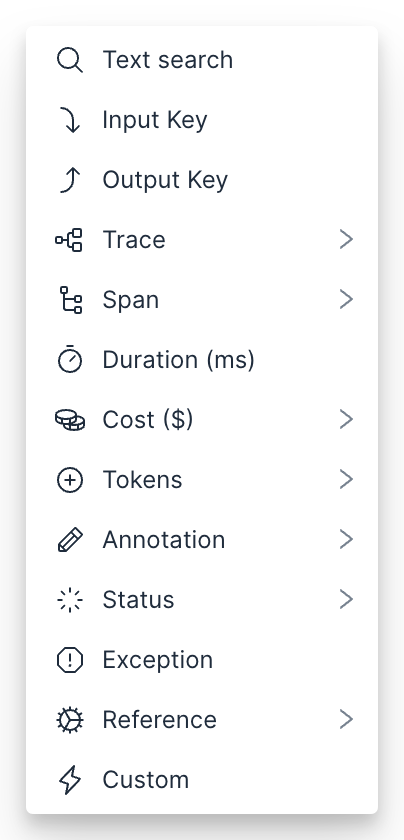 Text search
Input Key
Output Key
Trace
Span
Duration (ms)
Cost ($)
Tokens
Annotation
Status
Exception
Reference
Custom